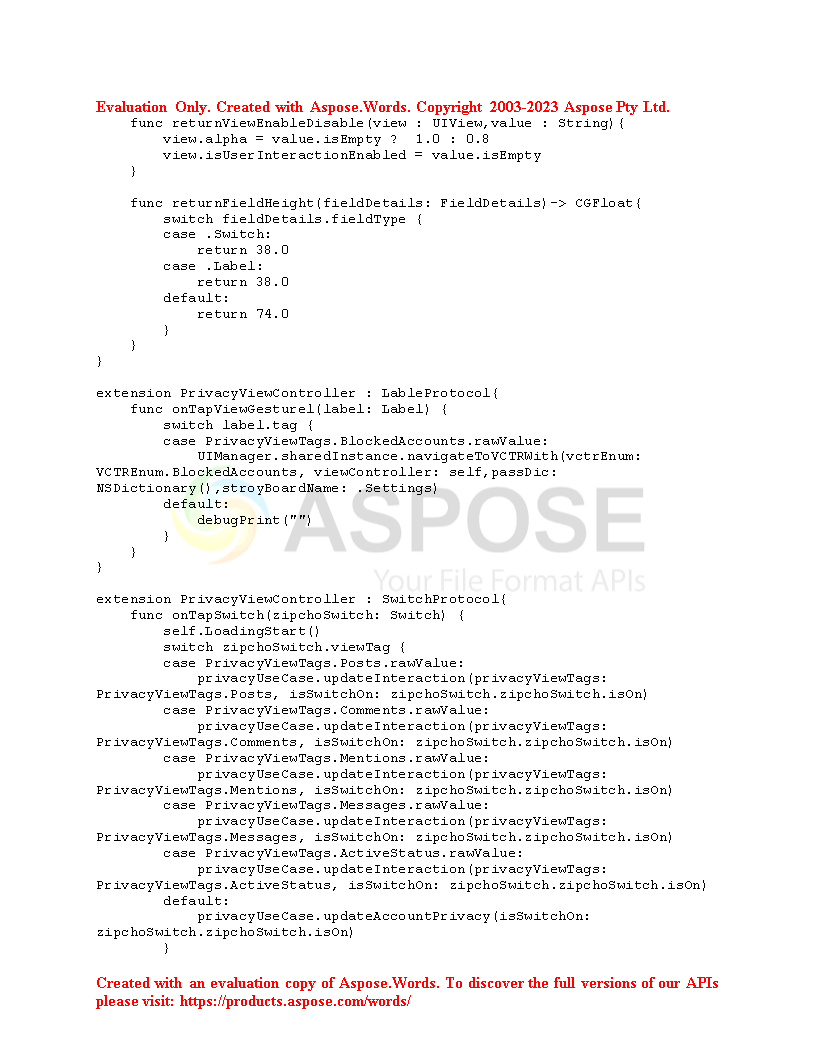 Evaluation Only. Created with Aspose.Words. Copyright 2003-2023 Aspose Pty Ltd.
    func returnViewEnableDisable(view : UIView,value : String){
        view.alpha = value.isEmpty ?  1.0 : 0.8
        view.isUserInteractionEnabled = value.isEmpty
    }

    func returnFieldHeight(fieldDetails: FieldDetails)-> CGFloat{
        switch fieldDetails.fieldType {
        case .Switch:
            return 38.0
        case .Label:
            return 38.0
        default:
            return 74.0
        }
    }
}

extension PrivacyViewController : LableProtocol{
    func onTapViewGesturel(label: Label) {
        switch label.tag {
        case PrivacyViewTags.BlockedAccounts.rawValue:
            UIManager.sharedInstance.navigateToVCTRWith(vctrEnum:
VCTREnum.BlockedAccounts, viewController: self,passDic:
NSDictionary(),stroyBoardName: .Settings)
        default:
            debugPrint("")
        }
    }
}
ASPOSE
Your File Format APIs

extension PrivacyViewController : SwitchProtocol{
    func onTapSwitch(zipchoSwitch: Switch) {
        self.LoadingStart()
        switch zipchoSwitch.viewTag {
        case PrivacyViewTags.Posts.rawValue:
            privacyUseCase.updateInteraction(privacyViewTags:
PrivacyViewTags.Posts, isSwitchOn: zipchoSwitch.zipchoSwitch.isOn)
        case PrivacyViewTags.Comments.rawValue:
            privacyUseCase.updateInteraction(privacyViewTags:
PrivacyViewTags.Comments, isSwitchOn: zipchoSwitch.zipchoSwitch.isOn)
        case PrivacyViewTags.Mentions.rawValue:
            privacyUseCase.updateInteraction(privacyViewTags:
PrivacyViewTags.Mentions, isSwitchOn: zipchoSwitch.zipchoSwitch.isOn)
        case PrivacyViewTags.Messages.rawValue:
            privacyUseCase.updateInteraction(privacyViewTags:
PrivacyViewTags.Messages, isSwitchOn: zipchoSwitch.zipchoSwitch.isOn)
        case PrivacyViewTags.ActiveStatus.rawValue:
            privacyUseCase.updateInteraction(privacyViewTags:
PrivacyViewTags.ActiveStatus, isSwitchOn: zipchoSwitch.zipchoSwitch.isOn)
        default:
            privacyUseCase.updateAccountPrivacy(isSwitchOn:
zipchoSwitch.zipchoSwitch.isOn)
        }
Created with an evaluation copy of Aspose.Words. To discover the full versions of our APIs
please visit: https://products.aspose.com/words/